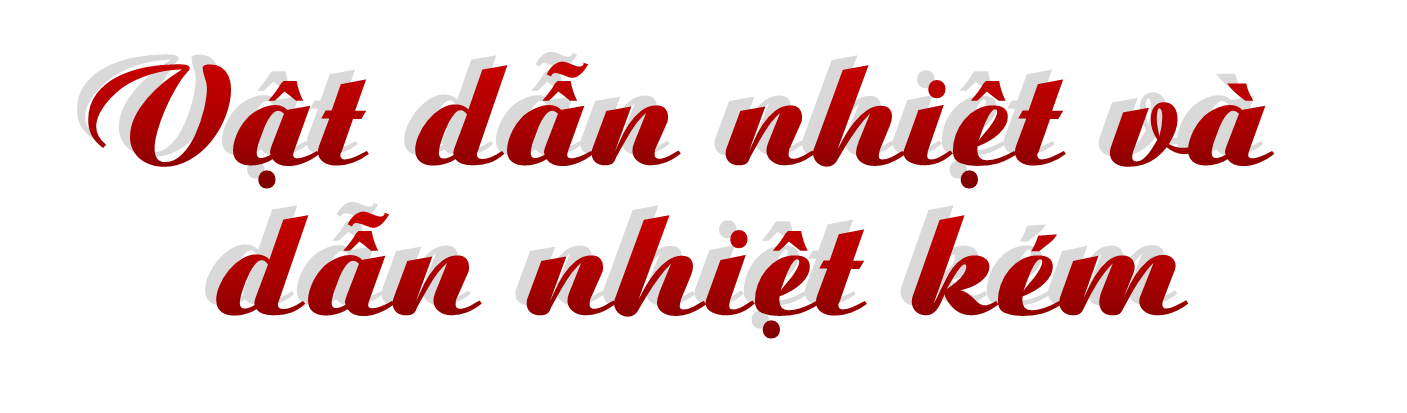 Vật dẫn nhiệt và
dẫn nhiệt kém